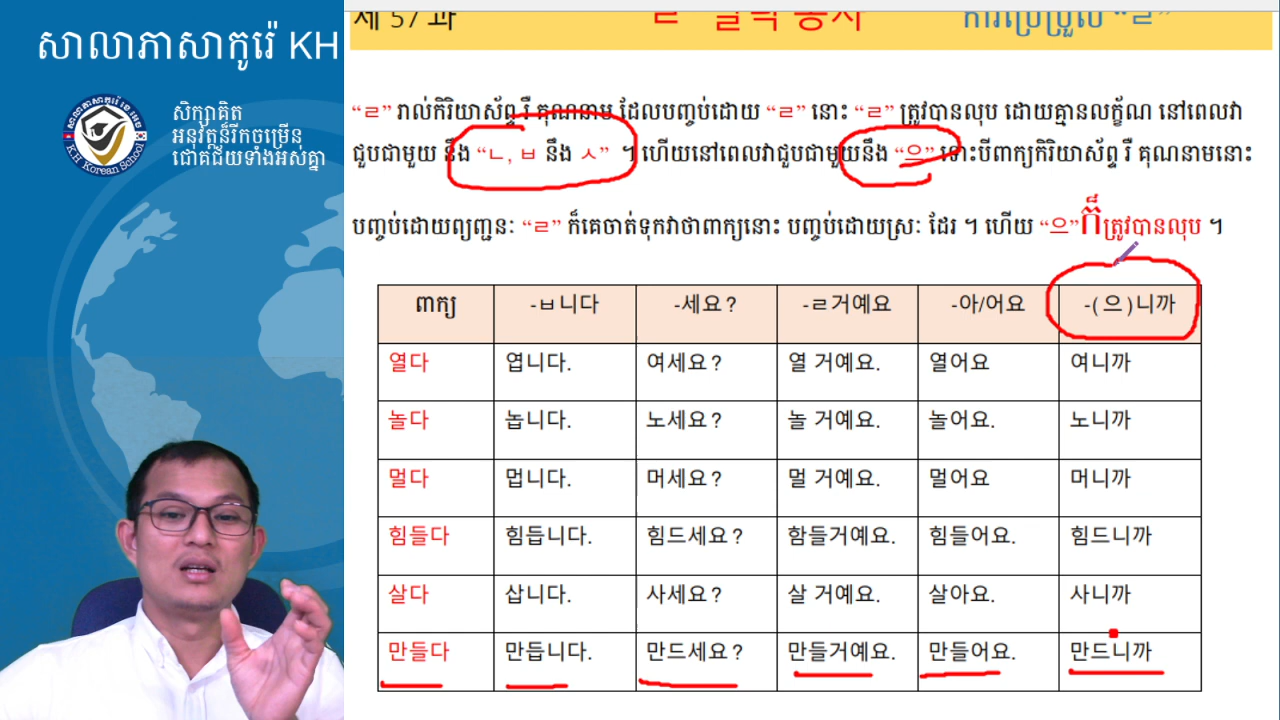 សាលាភាសាកូរ៉េ KH
សិក្សាគិត
អនុវត្តន៍រីកចម្រើន
ជោគជ័យទាំងអស់គ្នា
K.H Korean School
제 57 과
“ㄹ” រាល់កិរិយាស័ព្ទ រឺ គុណនាម ដែលបញ្ចប់ដោយ “ㄹ” នោះ “ㄹ” ត្រូវបានលុប ដោយគ្មានលក្ខ័ណ នៅពេលវា
ជួបជាមួយ នឹង “ㄴ, ㅂ នឹង ㅅ” ។ ហើយនៅពេលវាជួបជាមួយនឹង “으” ទោះបីពាក្យកិរិយាស័ព្ទ រឺ គុណនាមនោះ
បញ្ចប់ដោយព្យញ្ជនៈ “ㄹ” ក៏គេចាត់ទុកវាថាពាក្យនោះ បញ្ចប់ដោយស្រៈ ដែរ ។ ហើយ “으”ក៏ត្រូវបានលុប ។
ពាក្យ -ㅂ니다 -세요? -ㄹ거예요 -아/어요 -(으)니까
열다 엽니다. 여세요? 열 거예요. 열어요 여니까
놀다 놉니다. 노세요? 놀 거예요. 놀어요. 노니까
멀다 멉니다. 머세요? 멀 거예요. 멀어요 머니까
힘들다 힘듭니다. 힘드세요? 함들거예요. 힘들어요. 힘드니까
살다 삽니다. 사세요? 살 거예요. 살아요. 사니까
만들다 만듭니다. 만드세요? 만들거예요. 만들어요. 만드니까